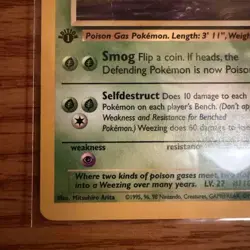 Poison Gas Pokémon. Length: 3' 11", Weigh
Smog Flip a coin. If heads, the
Defending Pokémon is now Poiso
Selfdestruct Does 10 damage to each
Pokémon on each player's Bench. (Don't
Weakness and Resistance for Benched
Pokémon.) Weezing does 60 damage to
weakness
resistance
Where two kinds of poison gases meet, two
into a Weezing over many years. LV. 27
Illus. Mitsuhiro Arita ©1995, 96, 98 Nintendo, Creatures, GAMEFREAK